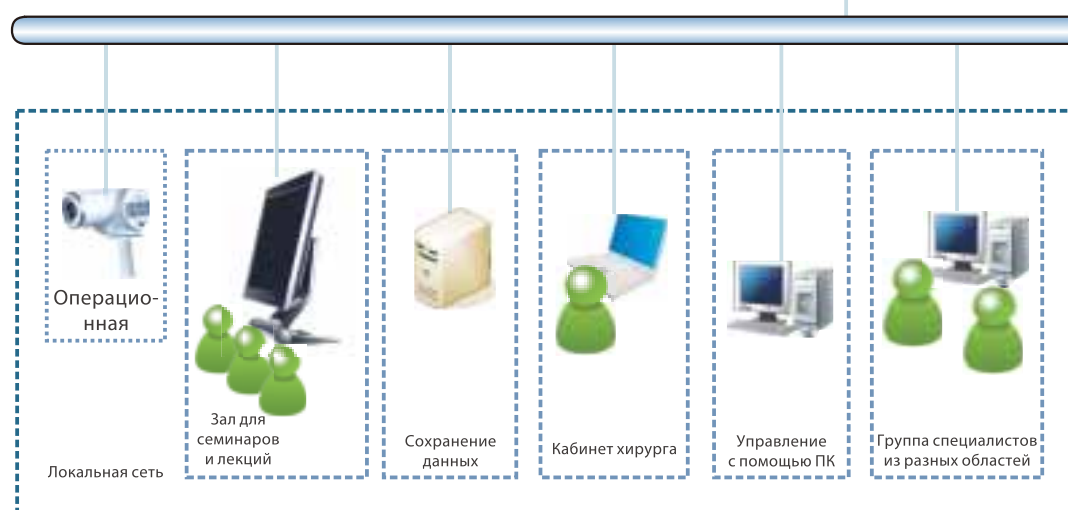 Операцио-
нная
Зал для
семинаров
и лекций
Локальная сеть
Сохранение
данных
Кабинет хирурга
Управление
с помощью ПК
Группа специалистов
из разных областей